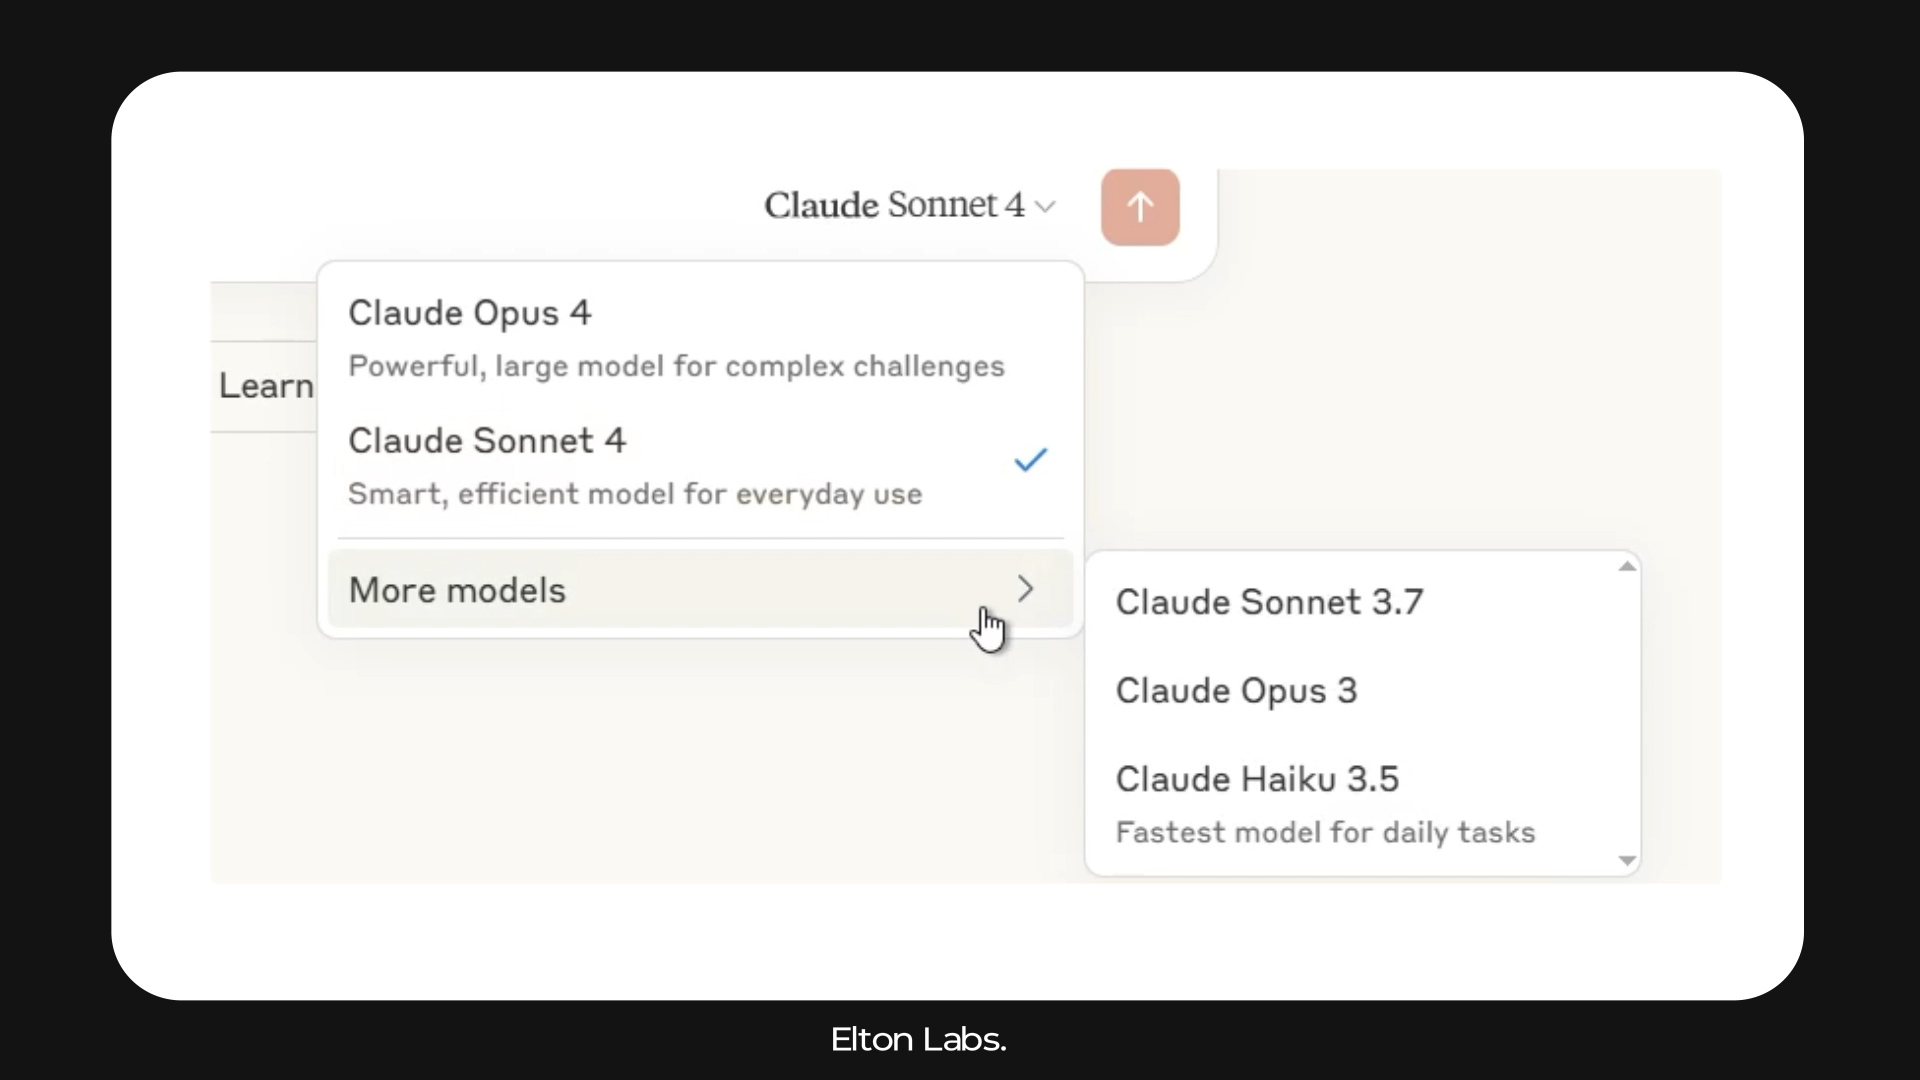 Claude Sonnet 4
Claude Opus 4
Powerful, large model for complex challenges
Learn
Claude Sonnet 4
Smart, efficient model for everyday use
More models
Claude Sonnet 3.7
Claude Opus 3
Claude Haiku 3.5
Fastest model for daily tasks
Elton Labs.